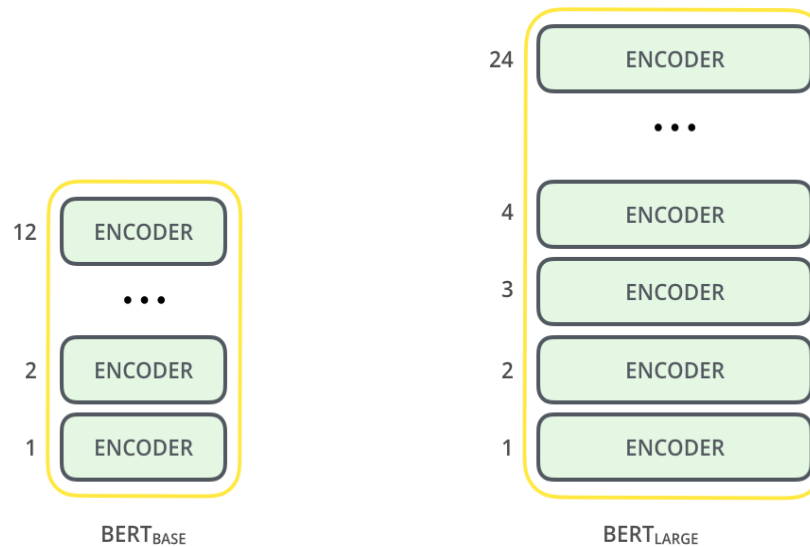 12 ENCODER
•••
2 ENCODER
1 ENCODER
BERTBASE
24 ENCODER
•••
4 ENCODER
3 ENCODER
2 ENCODER
1 ENCODER
BERTLARGE